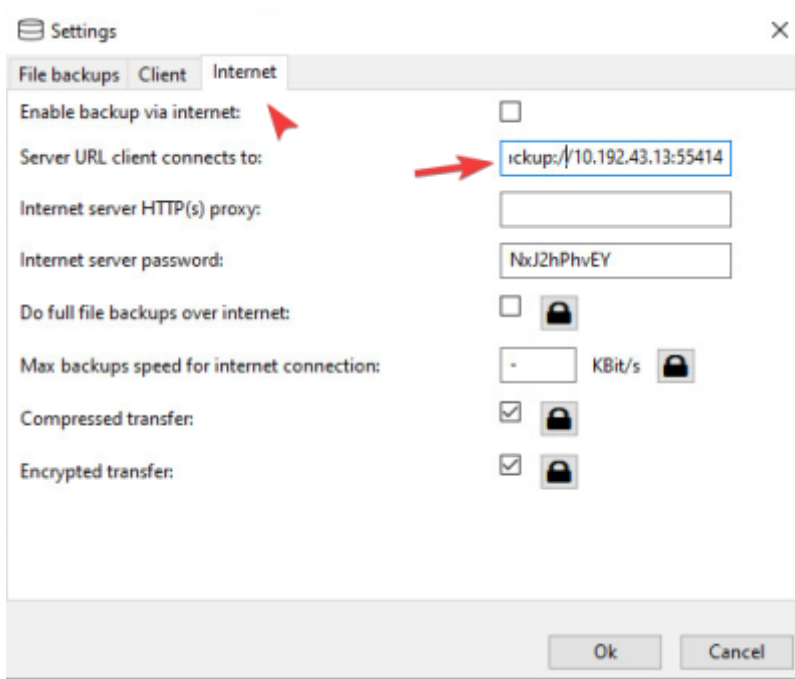 Settings
File backups Client Internet
Enable backup via internet:
Server URL client connects to: ıckup://10.192.43.13:55414
Internet server HTTP(s) proxy:
Internet server password: NxJ2hPhvEY
Do full file backups over internet:
Max backups speed for internet connection: - KBit/s
Compressed transfer:
Encrypted transfer:
Ok Cancel